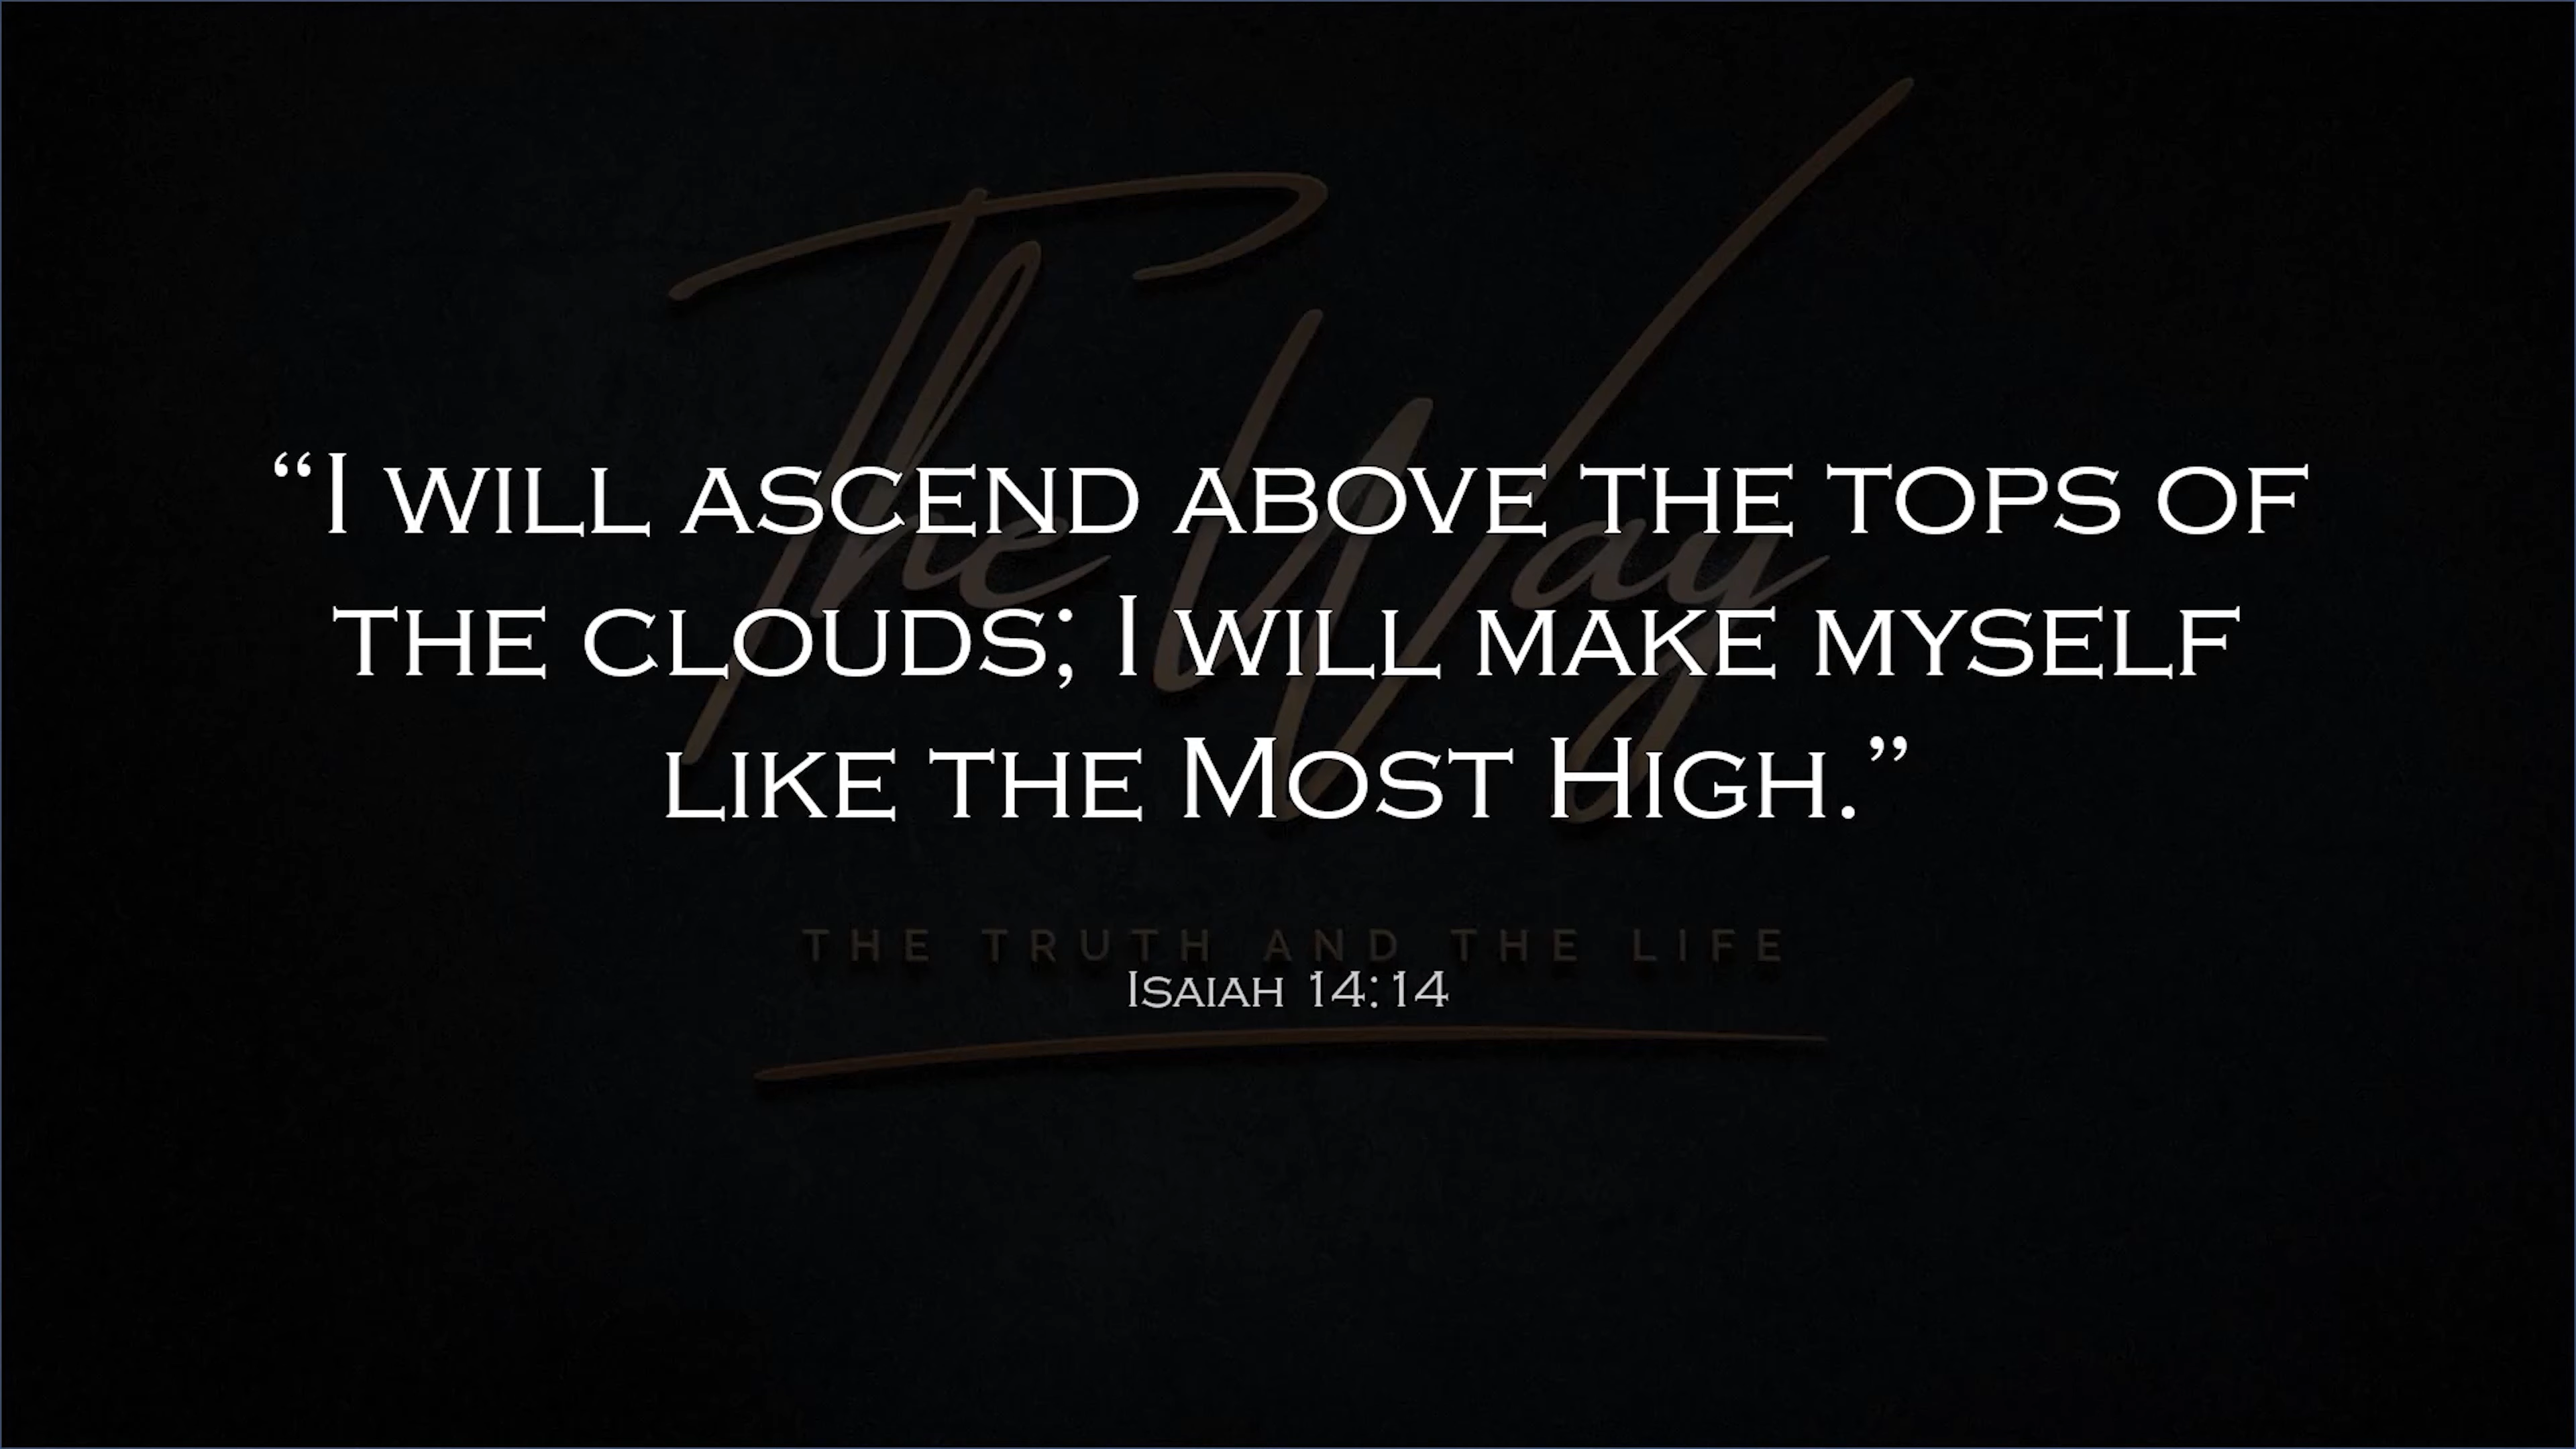 The Way
“I will ascend above the tops of
the clouds; I will make myself
like the Most High.”
THE TRUTH AND THE LIFE
Isaiah 14:14